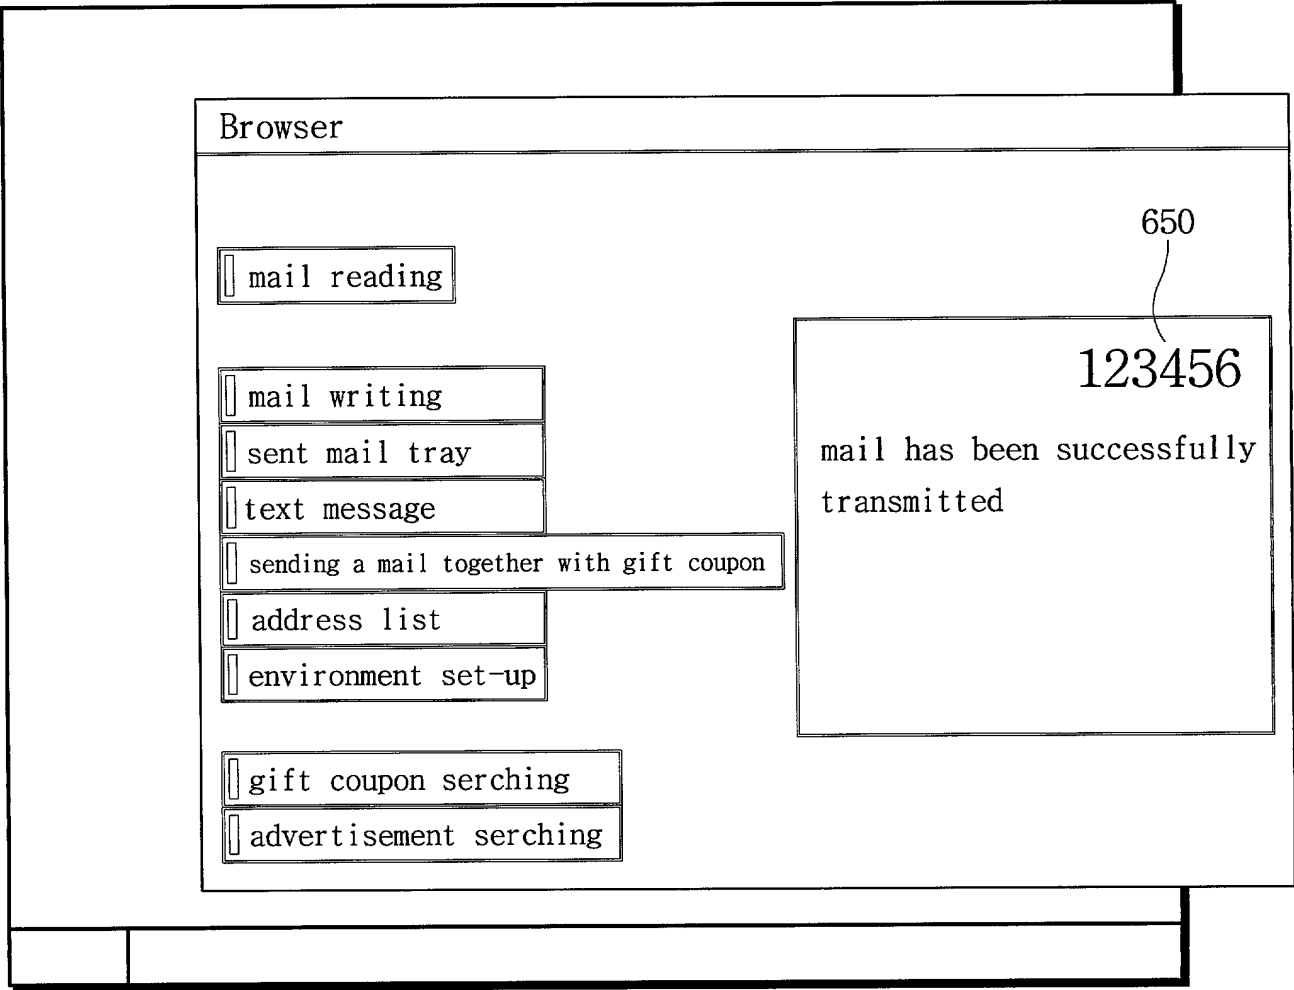 Browser
mail reading
mail writing
sent mail tray
text message
sending a mail together with gift coupon
address list
environment set-up
gift coupon serching
advertisement serching
650
123456
mail has been successfully
transmitted